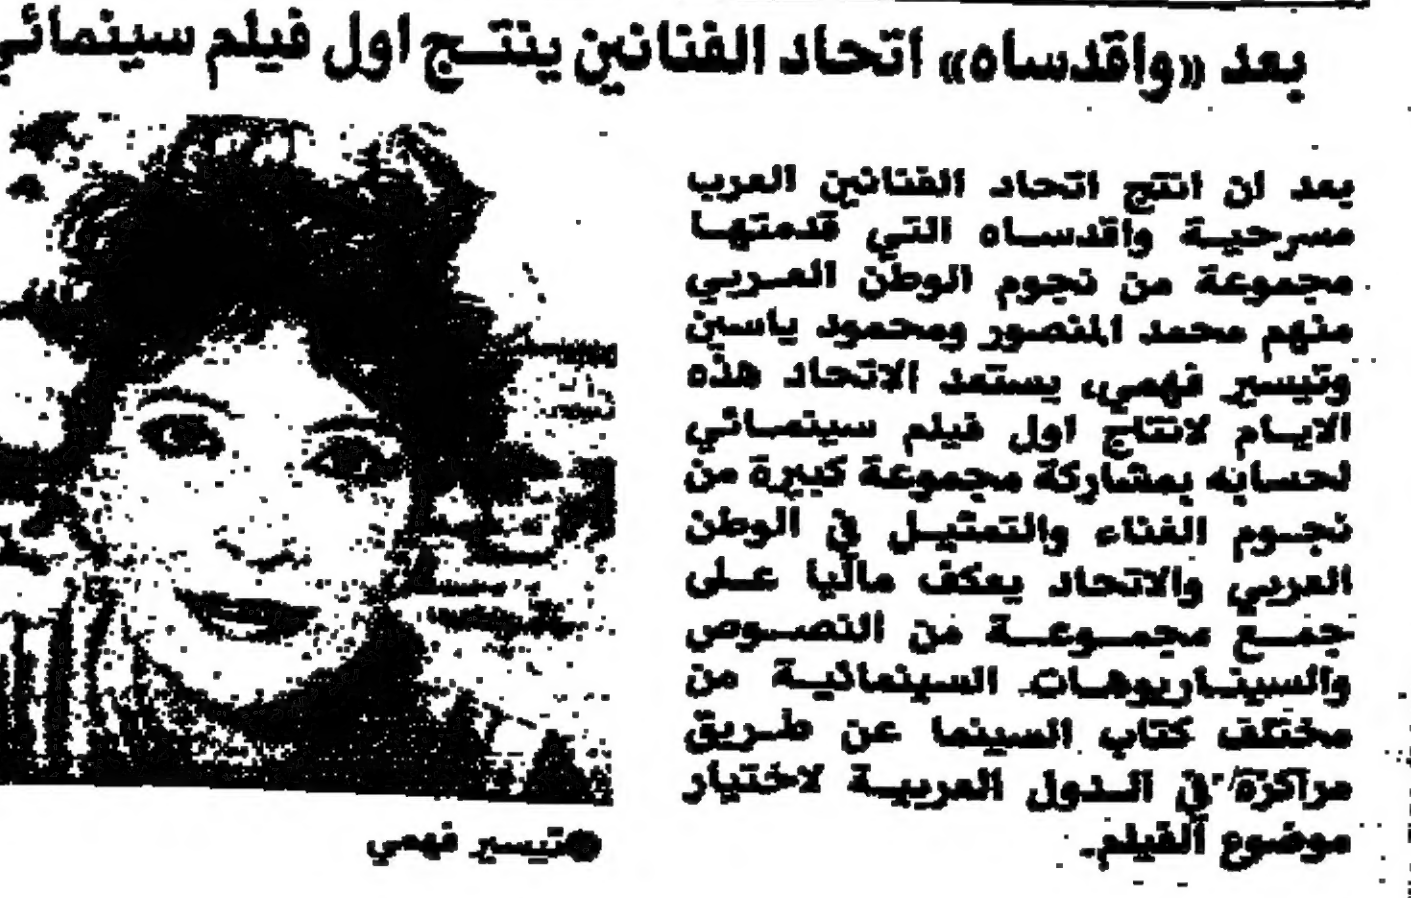 بعد «واقدساه» اتحاد الفنانين ينتج اول فيلم سينمائي
بعد ان انتج اتحاد الفنانين العرب
مسرحية واقدساه التي قدمتها
مجموعة من نجوم الوطن العربي
منهم محمد المنصور ومحمود ياسين
وتيسير فهمي، يستعد الاتحاد هذه
الايام لانتاج اول فيلم سينمائي
لحسابه بمشاركة مجموعة كبيرة من
نجوم الغناء والتمثيل في الوطن
العربي والاتحاد يعكف حاليا على
جمع مجموعة من النصوص
والسيناريوهات السينمائية من
مختلف كتاب السينما عن طريق
مراكزه في الدول العربية لاختيار
موضوع الفيلم.
●تيسير فهمي